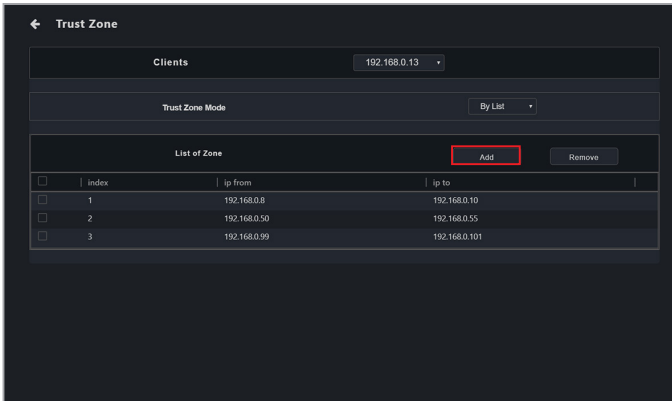 Trust Zone
Clients 192.168.0.13
Trust Zone Mode By List
List of Zone Add Remove
index ip from ip to
1 192.168.0.8 192.168.0.10
2 192.168.0.50 192.168.0.55
3 192.168.0.99 192.168.0.101